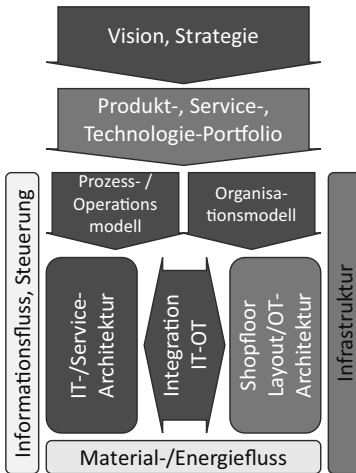 Vision, Strategie
Produkt-, Service-,
Technologie-Portfolio
Prozess- /
Operations
modell
Organisa-
tionsmodell
Informationsfluss, Steuerung
IT-/Service-
Architektur
Integration
IT-OT
Shopfloor
Layout/OT-
Architektur
Infrastruktur
Material-/Energiefluss